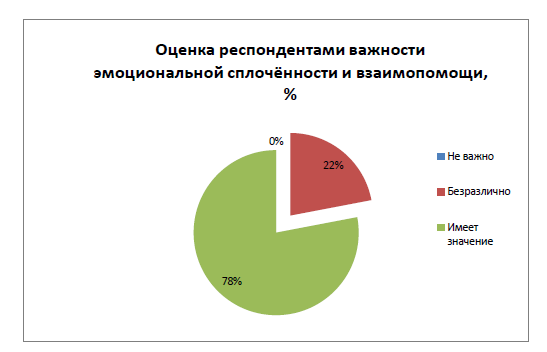 Оценка респондентами важности
эмоциональной сплочённости и взаимопомощи,
%
0%
22%
78%
Не важно
Безразлично
Имеет
значение